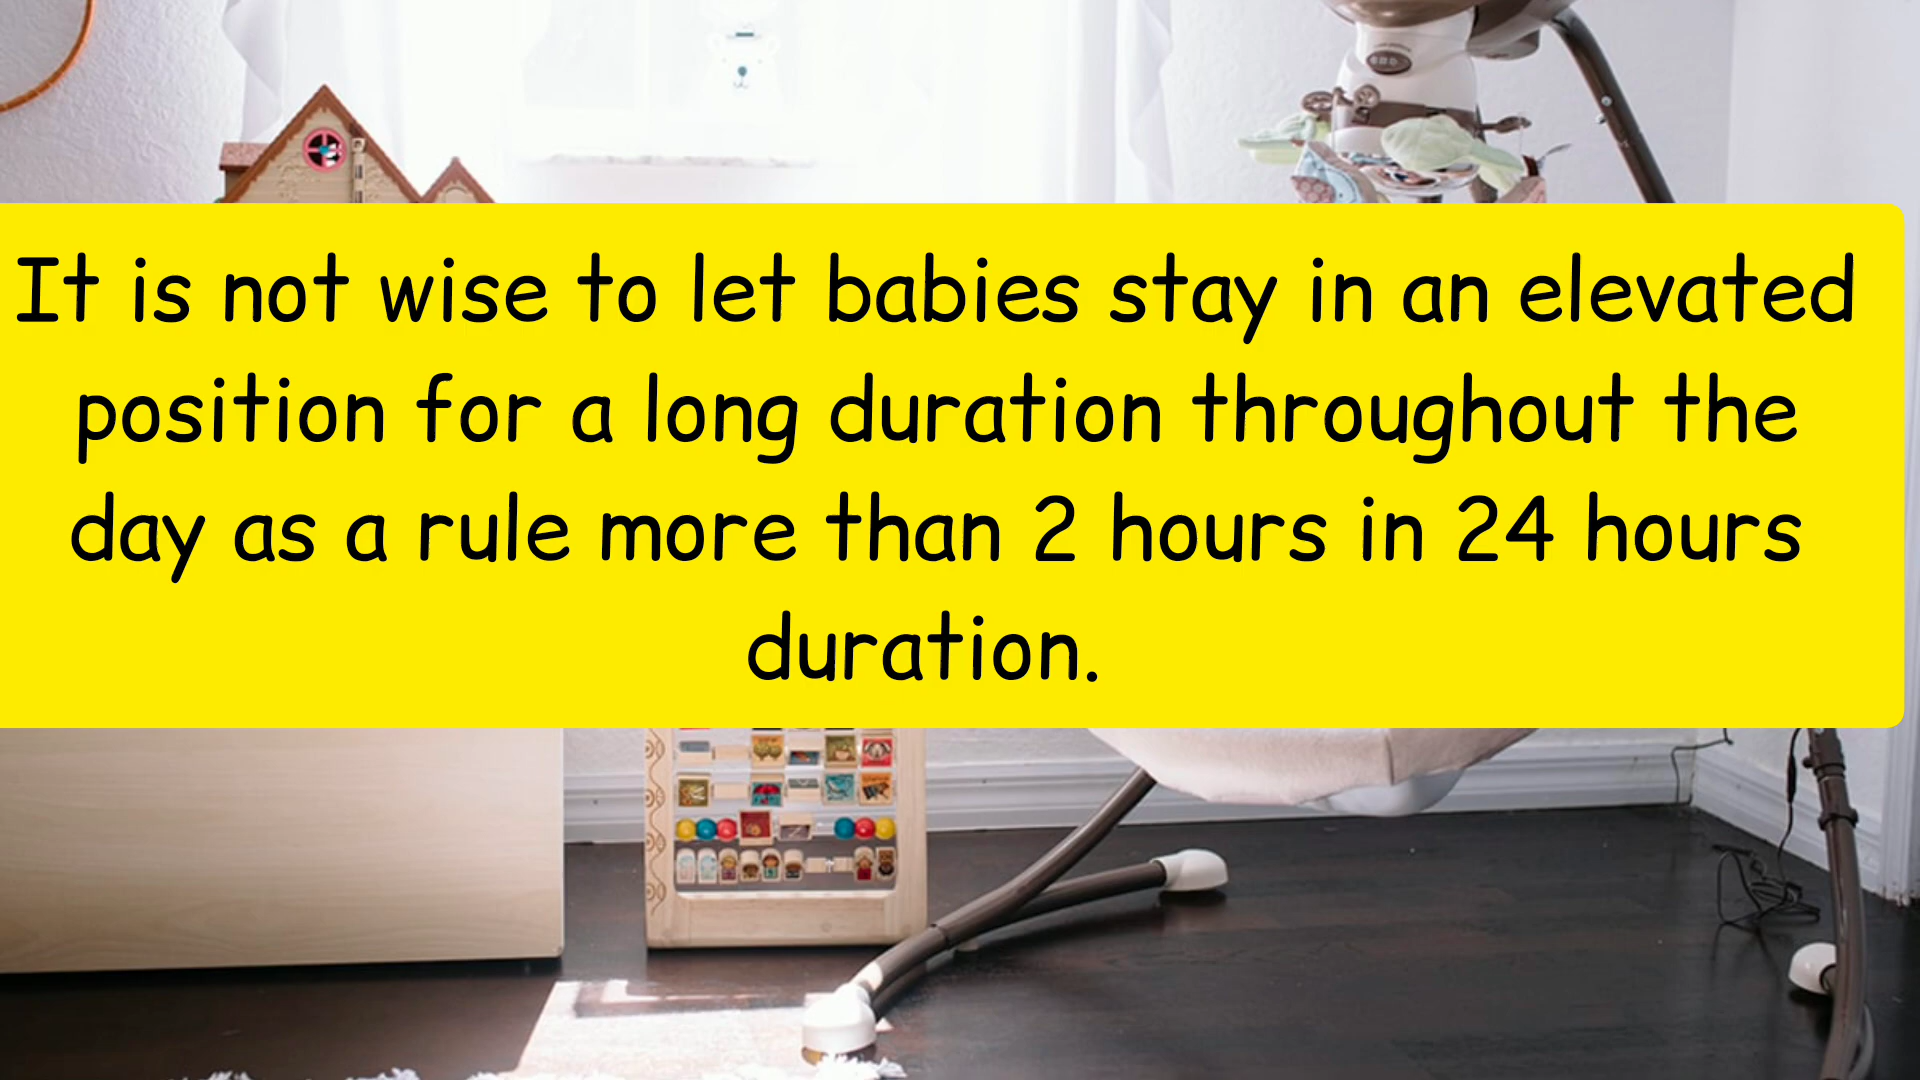 It is not wise to let babies stay in an elevated
position for a long duration throughout the
day as a rule more than 2 hours in 24 hours
duration.